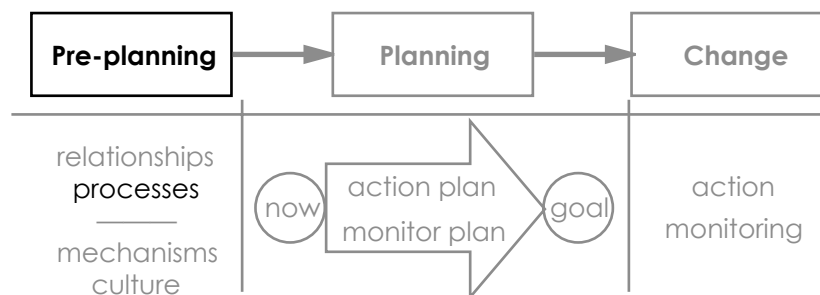 Pre-planning
Planning
Change
relationships
processes
mechanisms
culture
now
action plan
monitor plan
goal
action
monitoring